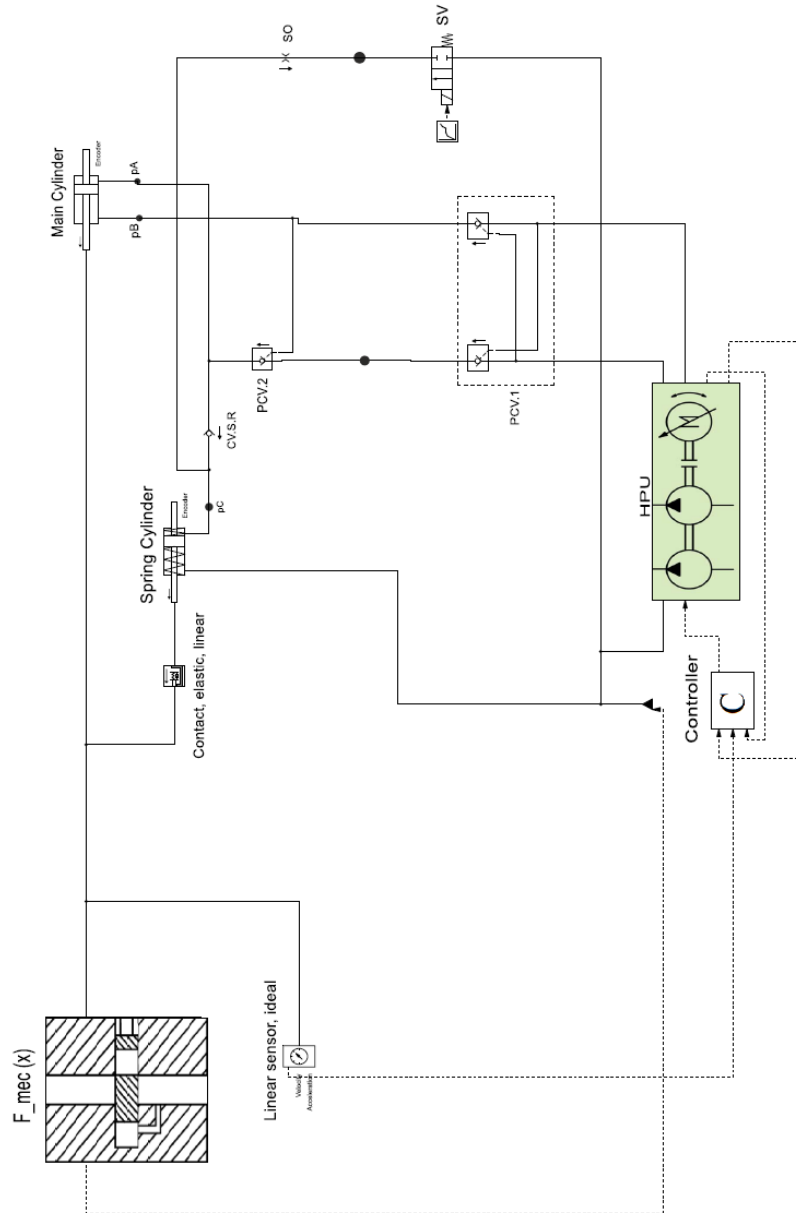 F_mec (x)
Linear sensor, ideal
Velocity
Acceleration
Contact, elastic, linear
Spring Cylinder
Encoder
pC
CV.S.R
Main Cylinder
Encoder
pA
pB
PCV.2
SO
SV
PCV.1
HPU
M
Controller
C